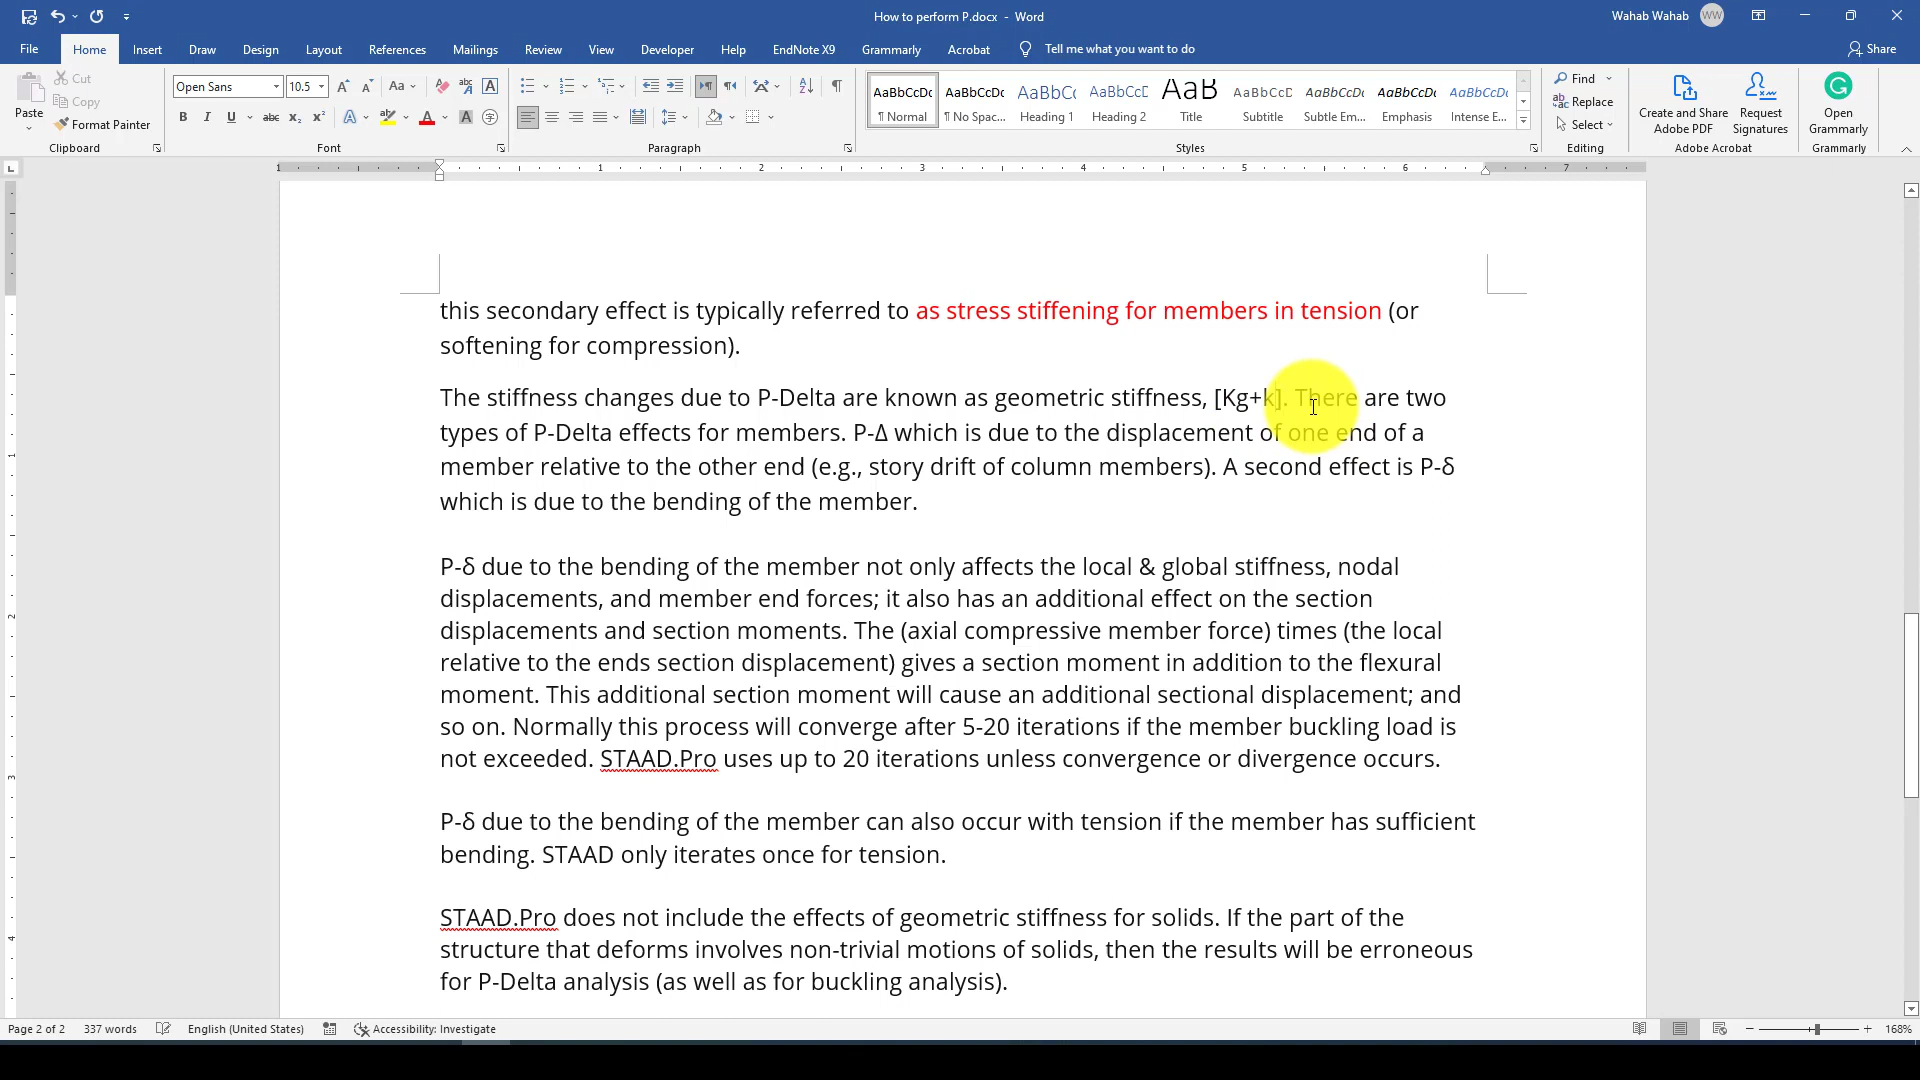 How to perform P.docx - Word
Wahab Wahab WW
File Home Insert Draw Design Layout References Mailings Review View Developer Help EndNote X9 Grammarly Acrobat Tell me what you want to do Share
Paste
Cut
Copy
Format Painter
Clipboard
Open Sans 10.5
Font
Paragraph
AaBbCcDc AaBbCcDc AaBbCc AaBbCcD AaB AaBbCcD AaBbCcDc AaBbCcDc AaBbCcDc
¶ Normal ¶ No Spac... Heading 1 Heading 2 Title Subtitle Subtle Em... Emphasis Intense E...
Styles
Find
Replace
Select
Editing
Create and Share Adobe PDF
Request Signatures
Adobe Acrobat
Open Grammarly
Grammarly
1 1 2 3 4 5 6 7
this secondary effect is typically referred to as stress stiffening for members in tension (or
softening for compression).
The stiffness changes due to P-Delta are known as geometric stiffness, [Kg+k]. There are two
types of P-Delta effects for members. P-Δ which is due to the displacement of one end of a
member relative to the other end (e.g., story drift of column members). A second effect is P-δ
which is due to the bending of the member.
P-δ due to the bending of the member not only affects the local & global stiffness, nodal
displacements, and member end forces; it also has an additional effect on the section
displacements and section moments. The (axial compressive member force) times (the local
relative to the ends section displacement) gives a section moment in addition to the flexural
moment. This additional section moment will cause an additional sectional displacement; and
so on. Normally this process will converge after 5-20 iterations if the member buckling load is
not exceeded. STAAD.Pro uses up to 20 iterations unless convergence or divergence occurs.
P-δ due to the bending of the member can also occur with tension if the member has sufficient
bending. STAAD only iterates once for tension.
STAAD.Pro does not include the effects of geometric stiffness for solids. If the part of the
structure that deforms involves non-trivial motions of solids, then the results will be erroneous
for P-Delta analysis (as well as for buckling analysis).
Page 2 of 2 337 words English (United States) Accessibility: Investigate 168%